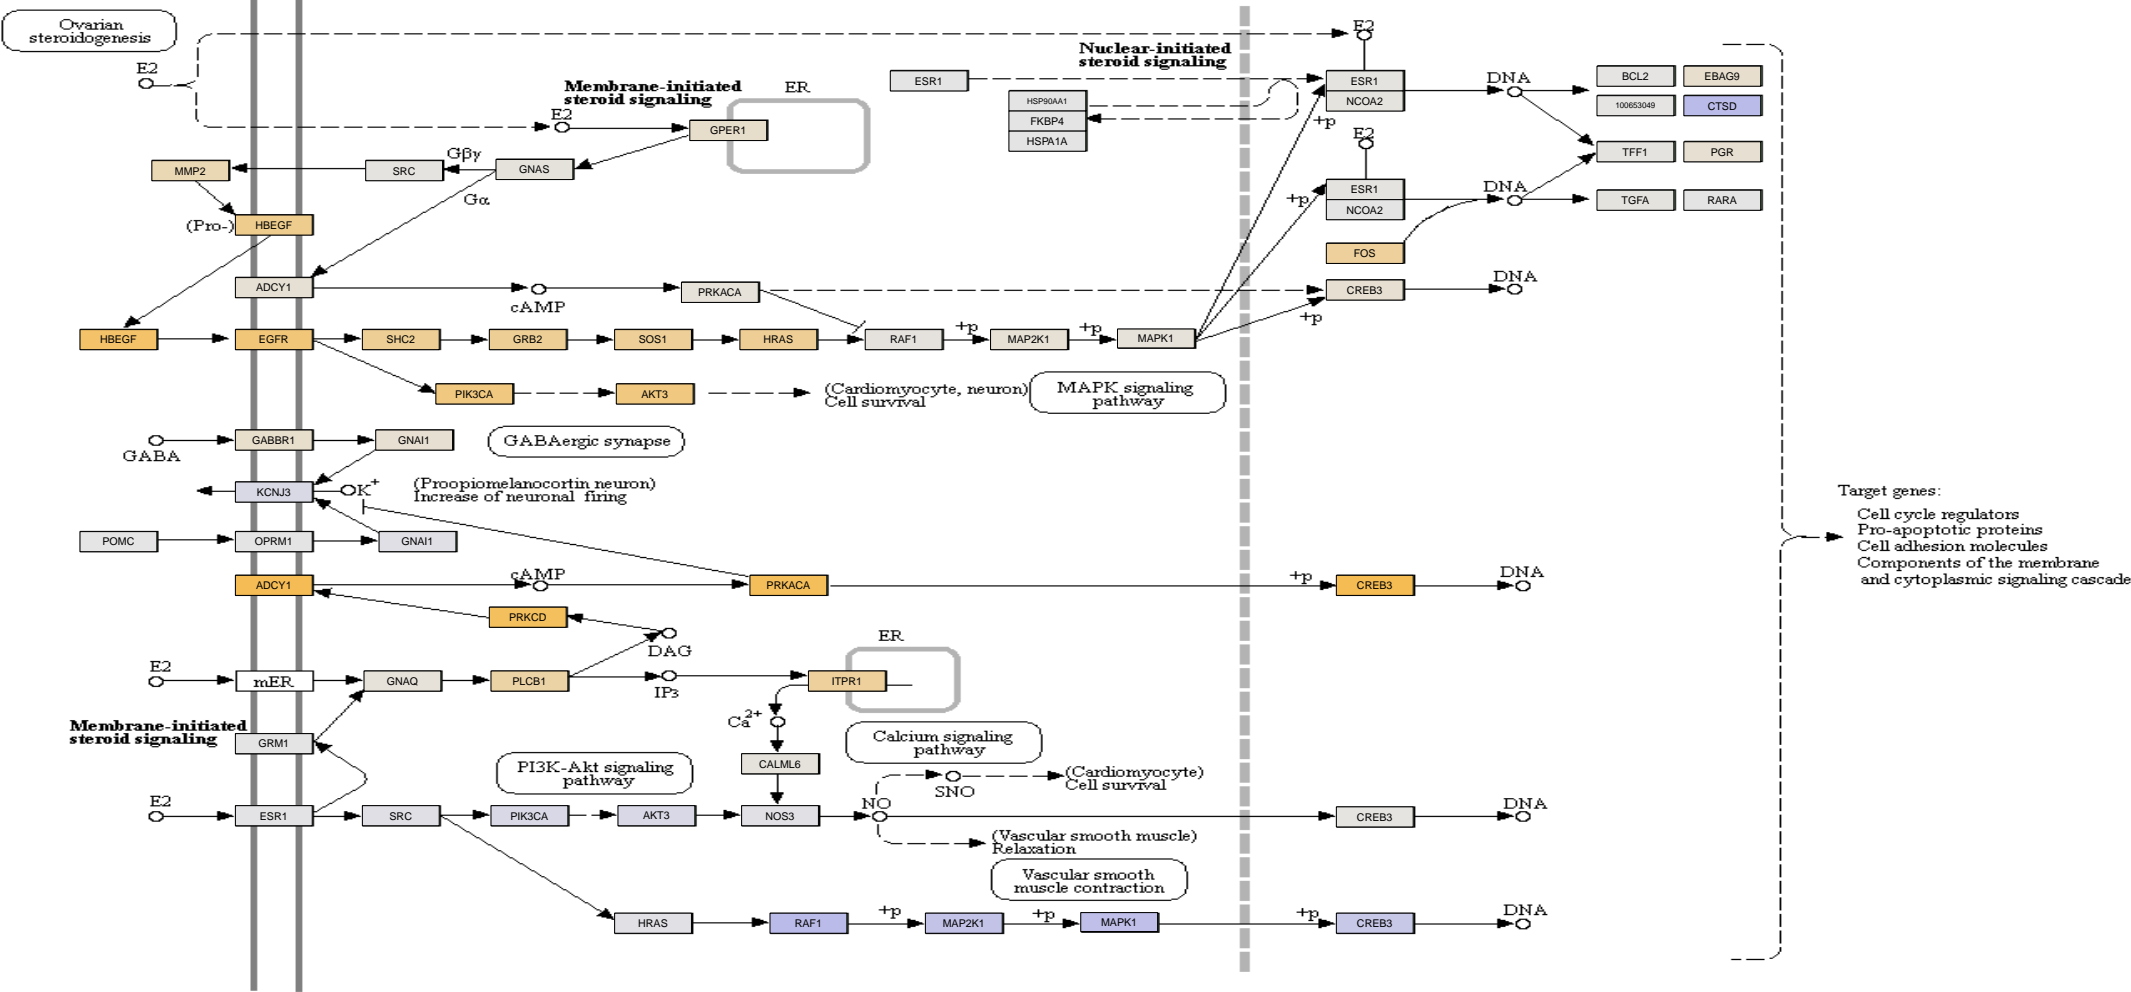 Ovarian
steroidogenesis
E2
E2
Nuclear-initiated
steroid signaling
Membrane-initiated
steroid signaling
ER
ESR1
ESR1
NCOA2
DNA
BCL2
EBAG9
HSP90AA1
FKBP4
HSPA1A
100653049
CTSD
E2
GPER1
+p
E2
Gβγ
MMP2
SRC
GNAS
TFF1
PGR
Gα
ESR1
NCOA2
+p
DNA
TGFA
RARA
(Pro-)
HBEGF
FOS
ADCY1
cAMP
PRKACA
CREB3
DNA
+p
HBEGF
EGFR
SHC2
GRB2
SOS1
HRAS
RAF1
+p
MAP2K1
+p
MAPK1
PIK3CA
AKT3
(Cardiomyocyte, neuron)
Cell survival
MAPK signaling
pathway
GABA
GABBR1
GNAI1
GABAergic synapse
KCNJ3
K+
(Proopiomelanocortin neuron)
Increase of neuronal firing
Target genes:
Cell cycle regulators
Pro-apoptotic proteins
Cell adhesion molecules
Components of the membrane
and cytoplasmic signaling cascade
POMC
OPRM1
GNAI1
ADCY1
cAMP
PRKACA
+p
CREB3
DNA
PRKCD
DAG
ER
E2
mER
GNAQ
PLCB1
IP3
ITPR1
Ca2+
Membrane-initiated
steroid signaling
GRM1
Calcium signaling
pathway
PI3K-Akt signaling
pathway
CALML6
(Cardiomyocyte)
Cell survival
SNO
E2
ESR1
SRC
PIK3CA
AKT3
NOS3
NO
CREB3
DNA
(Vascular smooth muscle)
Relaxation
Vascular smooth
muscle contraction
HRAS
RAF1
+p
MAP2K1
+p
MAPK1
+p
CREB3
DNA